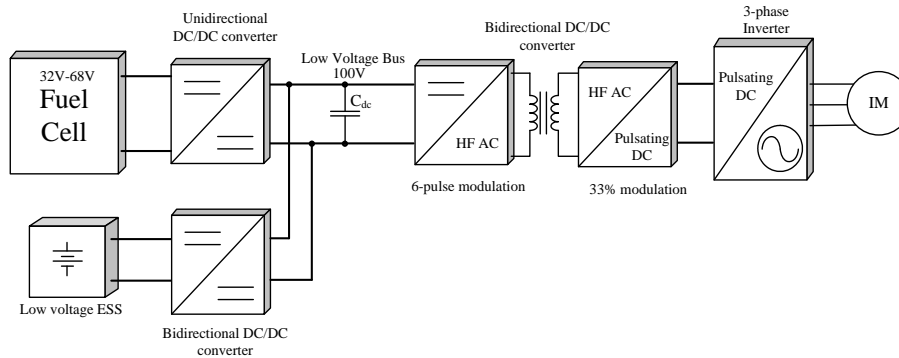 Unidirectional
DC/DC converter
32V-68V
Fuel
Cell
Low Voltage Bus
100V
C_dc
Bidirectional DC/DC
converter
HF AC
6-pulse modulation
HF AC
Pulsating
DC
33% modulation
3-phase
Inverter
Pulsating
DC
IM
Low voltage ESS
Bidirectional DC/DC
converter